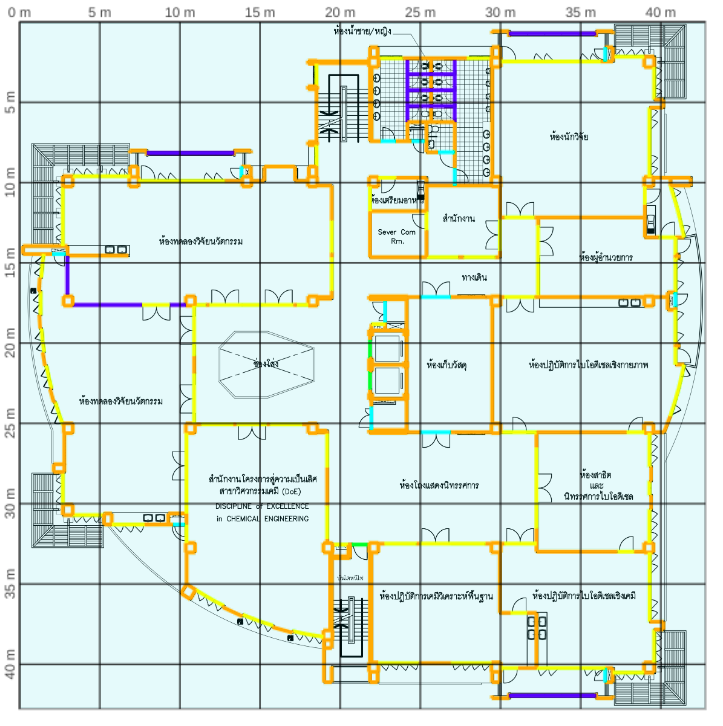 0 m 5 m 10 m 15 m 20 m 25 m 30 m 35 m 40 m
ห้องน้ำชาย/หญิง
5 m
ห้องนักวิจัย
10 m
ห้องเตรียมอาหาร
สำนักงาน
ห้องทดลองวิจัยนวัตกรรม
Sever Com
Rm.
ห้องผู้อำนวยการ
15 m
ทางเดิน
20 m
ช่องโล่ง
ห้องเก็บวัสดุ
ห้องปฏิบัติการไบโอดีเซลเชิงกายภาพ
ห้องทดลองวิจัยนวัตกรรม
25 m
สำนักงานโครงการสู่ความเป็นเลิศ
สาขาวิศวกรรมเคมี (DoE)
DISCIPLINE of EXCELLENCE
in CHEMICAL ENGINEERING
ห้องโถงแสดงนิทรรศการ
ห้องสาธิต
และ
นิทรรศการไบโอดีเซล
30 m
35 m
ห้องปฏิบัติการเคมีวิเคราะห์พื้นฐาน
ห้องปฏิบัติการไบโอดีเซลเชิงเคมี
40 m